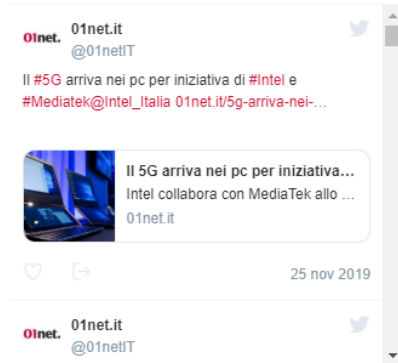 01net.
01net.it
@01netIT
Il #5G arriva nei pc per iniziativa di #Intel e
#Mediatek@Intel_Italia 01net.it/5g-arriva-nei-…
Il 5G arriva nei pc per iniziativa…
Intel collabora con MediaTek allo …
01net.it
25 nov 2019
01net.
01net.it
@01netIT